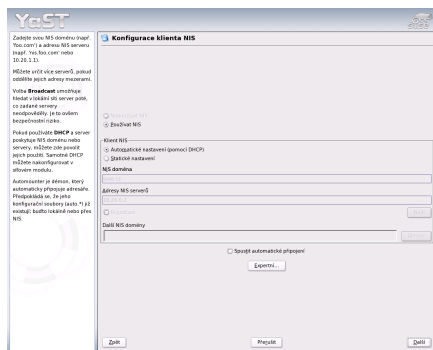 YaST
Zadejte svou NIS doménu (např.
'foo.com') a adresu NIS serveru
(např. 'nis.foo.com' nebo
10.20.1.1).
Můžete určit více serverů, pokud
oddělíte jejich adresy mezerami.
Volba Broadcast umožňuje
hledat v lokální síti server poté,
co zadané servery
neodpověděly. Je to ovšem
bezpečnostní riziko.
Pokud používáte DHCP a server
poskytuje NIS doménu nebo
servery, můžete zde povolit
jejich použití. Samotné DHCP
můžete nakonfigurovat v
síťovém modulu.
Automounter je démon, který
automaticky připojuje adresáře.
Předpokládá se, že jeho
konfigurační soubory (auto.*) již
existují; buďto lokálně nebo přes
NIS.
Konfigurace klienta NIS
Používat NIS
Klient NIS
Automatické nastavení (pomocí DHCP)
Statické nastavení
NIS doména
Adresy NIS serverů
Broadcast
Další NIS domény
Spustit automatické připojení
Expertní...
Zpět
Přerušit
Další